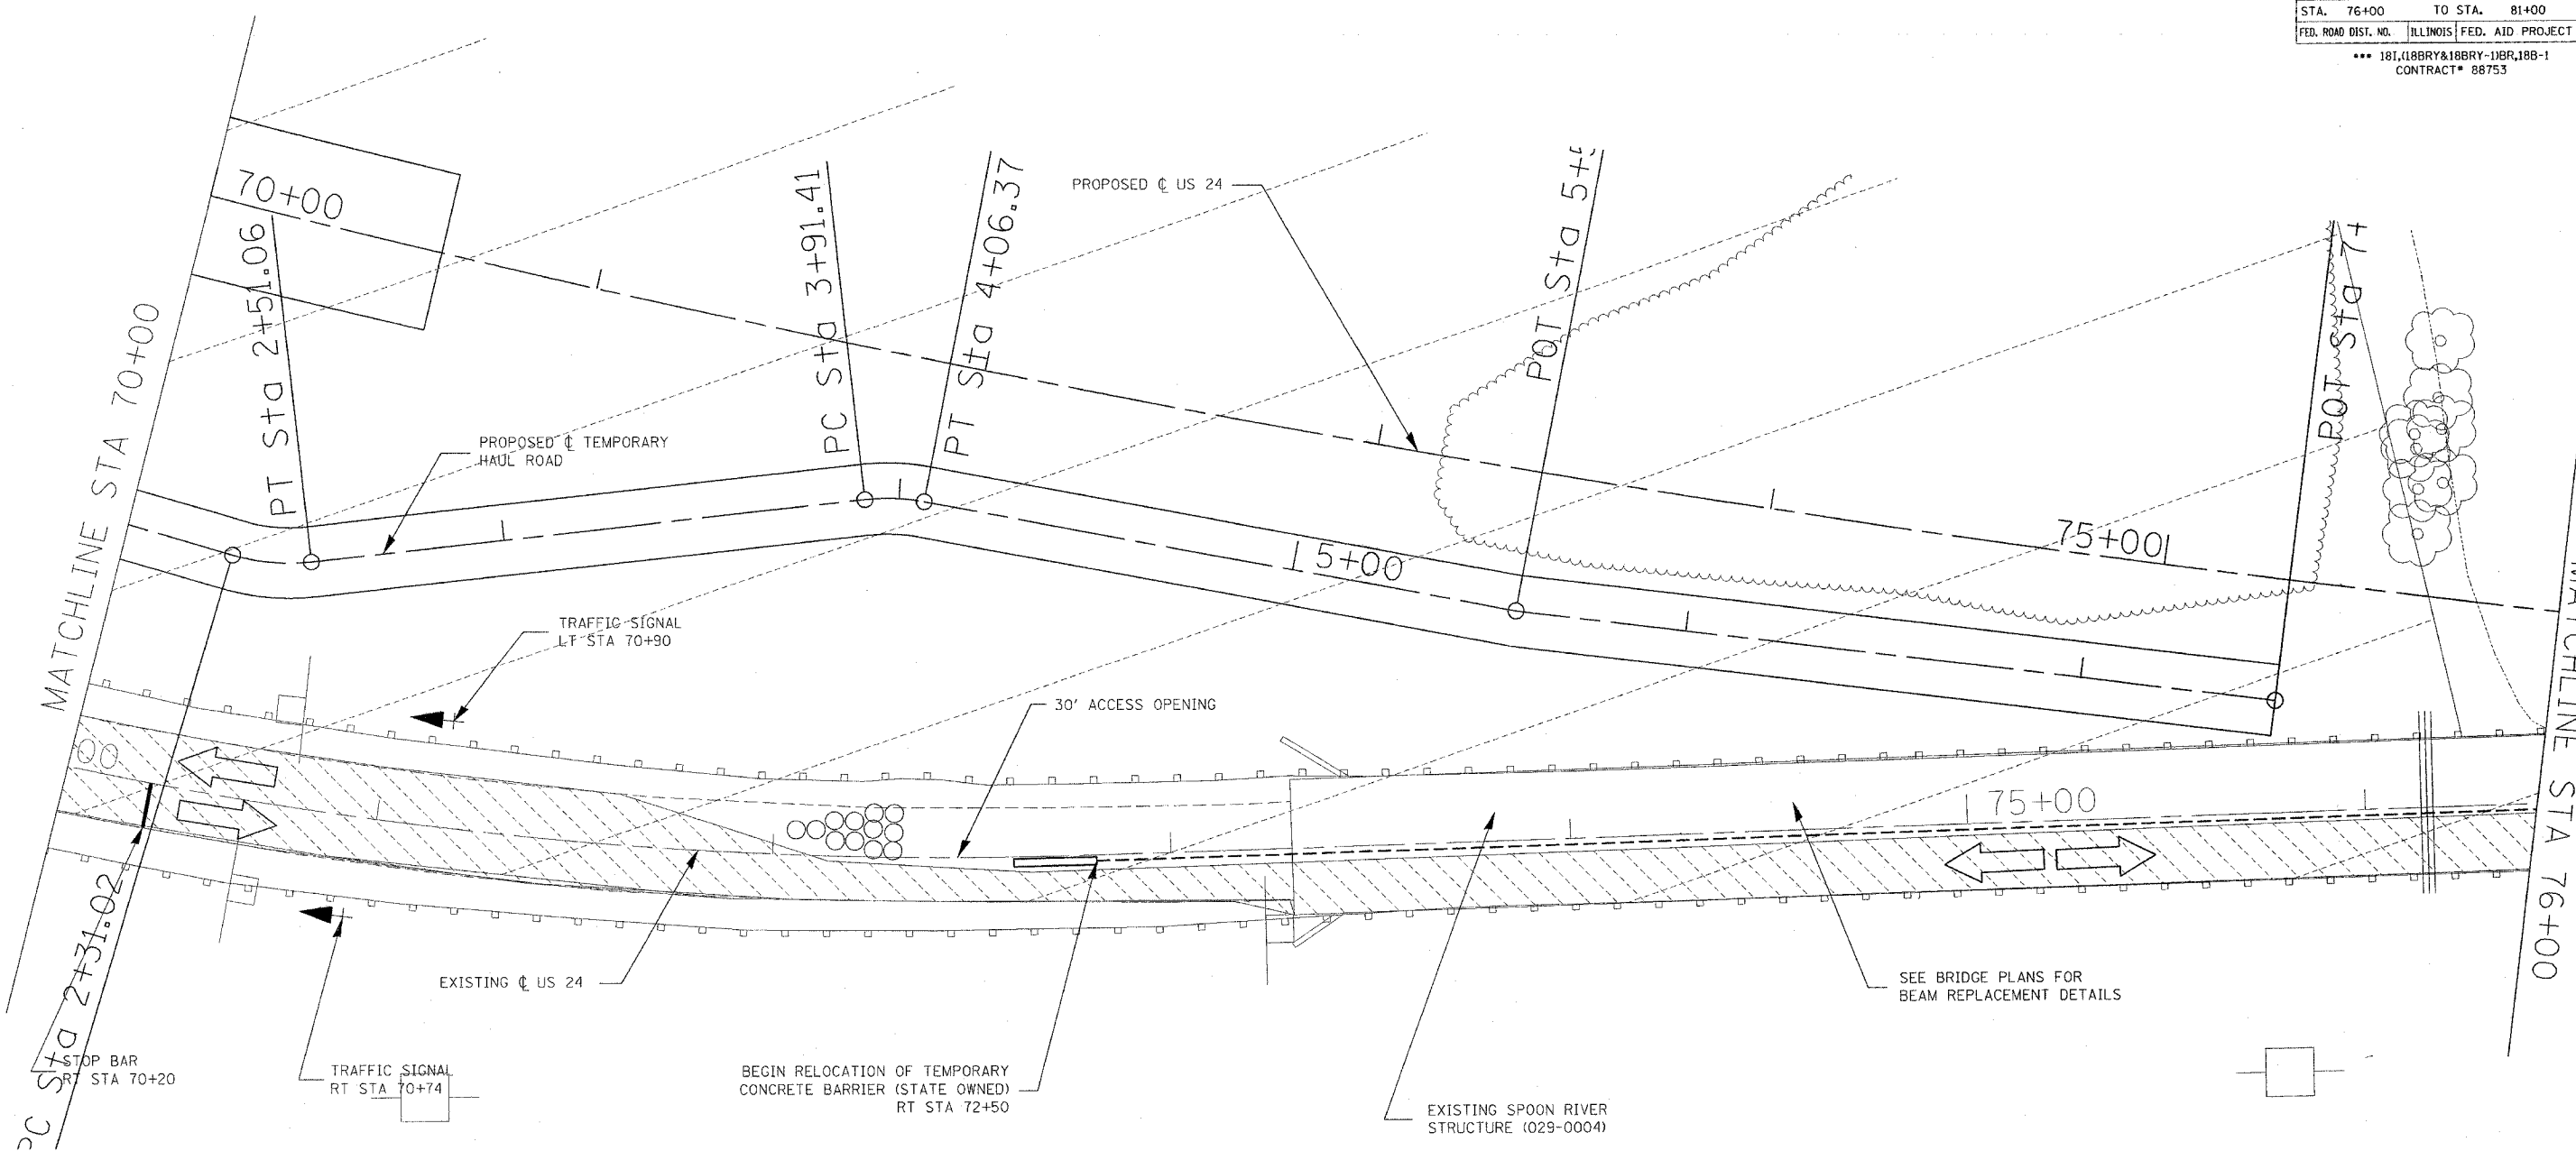 STA. 76+00 TO STA. 81+00
FED. ROAD DIST. NO. ILLINOIS FED. AID PROJECT
*** 18I,(18BRY&18BRY-1)BR,18B-1
CONTRACT# 88753
70+00
PT Sta 2+51.06
PC Sta 3+91.41
PT Sta 4+06.37
PROPOSED ℄ US 24
POT Sta 5+
POT Sta 7+
MATCHLINE STA 70+00
PROPOSED ℄ TEMPORARY
HAUL ROAD
5+00
75+00
TRAFFIC SIGNAL
LT STA 70+90
30' ACCESS OPENING
00
75+00
MATCHLINE STA 76+00
PC Sta 2+31.02
EXISTING ℄ US 24
STOP BAR
RT STA 70+20
TRAFFIC SIGNAL
RT STA 70+74
BEGIN RELOCATION OF TEMPORARY
CONCRETE BARRIER (STATE OWNED)
RT STA 72+50
EXISTING SPOON RIVER
STRUCTURE (029-0004)
SEE BRIDGE PLANS FOR
BEAM REPLACEMENT DETAILS